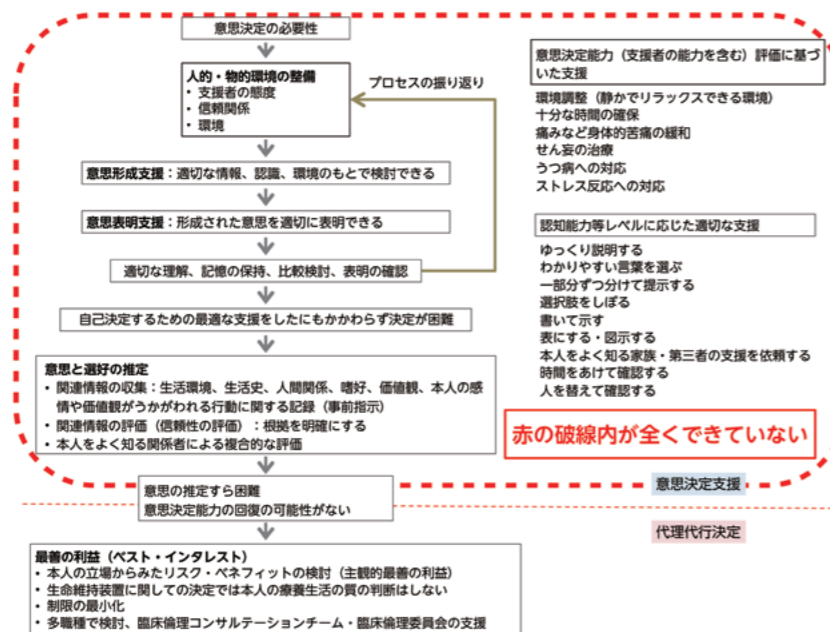 意思決定の必要性
人的・物的環境の整備
• 支援者の態度
• 信頼関係
• 環境
プロセスの振り返り
意思形成支援：適切な情報、認識、環境のもとで検討できる
意思表明支援：形成された意思を適切に表明できる
適切な理解、記憶の保持、比較検討、表明の確認
自己決定するための最適な支援をしたにもかかわらず決定が困難
意思と選好の推定
• 関連情報の収集：生活環境、生活史、人間関係、嗜好、価値観、本人の感
情や価値観がうかがわれる行動に関する記録（事前指示）
• 関連情報の評価（信頼性の評価）：根拠を明確にする
• 本人をよく知る関係者による複合的な評価
意思の推定すら困難
意思決定能力の回復の可能性がない
最善の利益（ベスト・インタレスト）
• 本人の立場からみたリスク・ベネフィットの検討（主観的最善の利益）
• 生命維持装置に関しての決定では本人の療養生活の質の判断はしない
• 制限の最小化
• 多職種で検討、臨床倫理コンサルテーションチーム・臨床倫理委員会の支援
意思決定能力（支援者の能力を含む）評価に基づ
いた支援
環境調整（静かでリラックスできる環境）
十分な時間の確保
痛みなど身体的苦痛の緩和
せん妄の治療
うつ病への対応
ストレス反応への対応
認知能力等レベルに応じた適切な支援
ゆっくり説明する
わかりやすい言葉を選ぶ
一部分ずつ分けて提示する
選択肢をしぼる
書いて示す
表にする・図示する
本人をよく知る家族・第三者の支援を依頼する
時間をあけて確認する
人を替えて確認する
赤の破線内が全くできていない
意思決定支援
代理代行決定